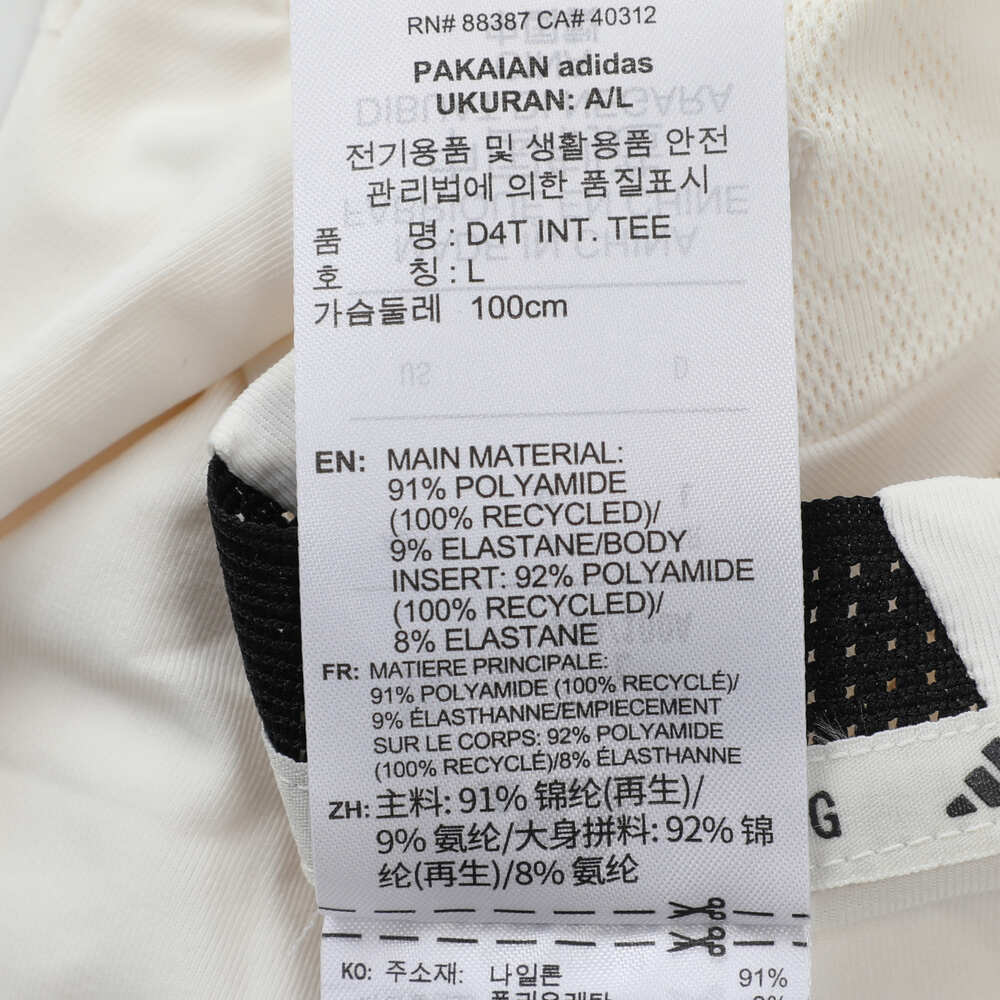 RN# 88387 CA# 40312
PAKAIAN adidas
UKURAN: A/L
전기용품 및 생활용품 안전
관리법에 의한 품질표시
품 명 : D4T INT. TEE
호 칭 : L
가슴둘레 100cm
EN: MAIN MATERIAL:
91% POLYAMIDE
(100% RECYCLED)/
9% ELASTANE/BODY
INSERT: 92% POLYAMIDE
(100% RECYCLED)/
8% ELASTANE
FR: MATIERE PRINCIPALE:
91% POLYAMIDE (100% RECYCLÉ)/
9% ÉLASTHANNE/EMPIECEMENT
SUR LE CORPS: 92% POLYAMIDE
(100% RECYCLÉ)/8% ÉLASTHANNE
ZH: 主料: 91% 锦纶(再生)/
9% 氨纶/大身拼料: 92% 锦
纶(再生)/8% 氨纶
G
KO: 주소재: 나일론 91%